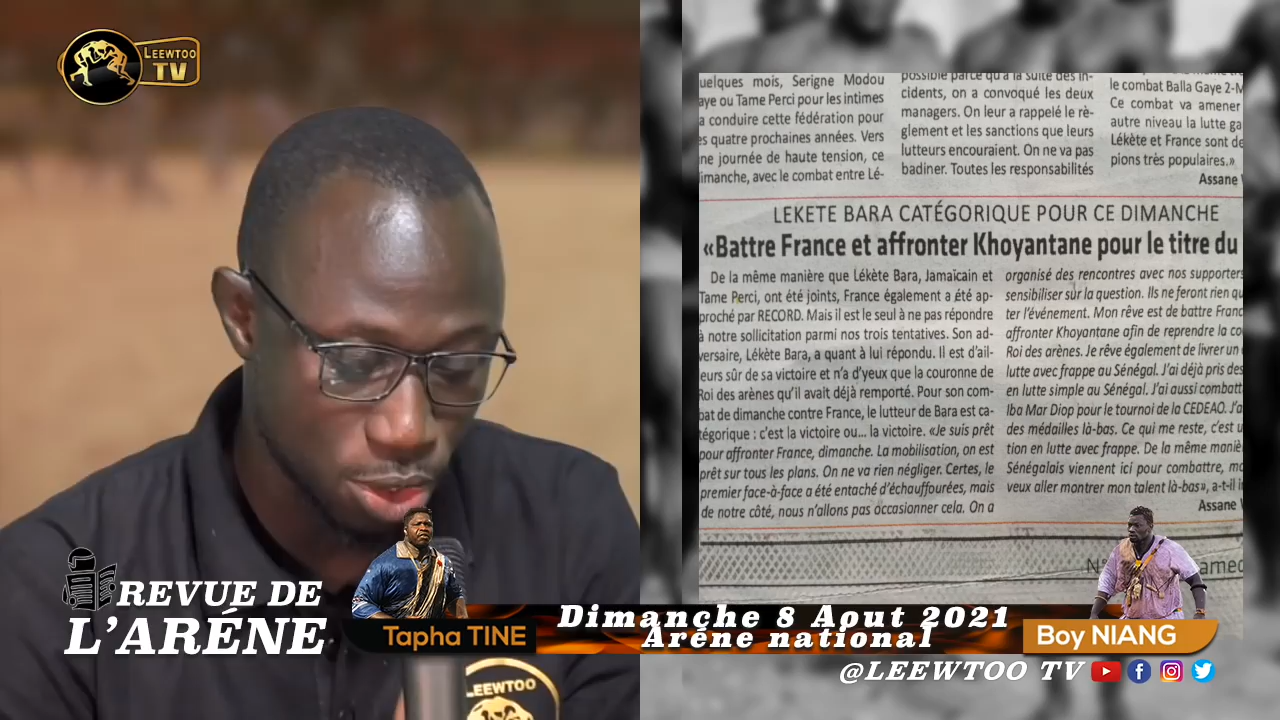 LEEWTOO
TV
uelques mois, Serigne Modou
aye ou Tame Perci pour les intimes
a conduire cette fédération pour
es quatre prochaines années. Vers
ne journée de haute tension, ce
imanche, avec le combat entre Lé-
possible parce qu'à la suite des in-
cidents, on a convoqué les deux
managers. On leur a rappelé le rè-
glement et les sanctions que leurs
lutteurs encouraient. On ne va pas
badiner. Toutes les responsabilités
le combat Balla Gaye 2-M
Ce combat va amener
autre niveau la lutte ga
Lékète et France sont de
pions très populaires.»
Assane
LEKETE BARA CATÉGORIQUE POUR CE DIMANCHE
«Battre France et affronter Khoyantane pour le titre du
De la même manière que Lékète Bara, Jamaïcain et
Tame Perci, ont été joints, France également a été ap-
proché par RECORD. Mais il est le seul à ne pas répondre
à notre sollicitation parmi nos trois tentatives. Son ad-
versaire, Lékète Bara, a quant à lui répondu. Il est d'ail-
eurs sûr de sa victoire et n'a d'yeux que la couronne de
Roi des arènes qu'il avait déjà remporté. Pour son com-
bat de dimanche contre France, le lutteur de Bara est ca-
tégorique : c'est la victoire ou... la victoire. «Je suis prêt
pour affronter France, dimanche. La mobilisation, on est
prêt sur tous les plans. On ne va rien négliger. Certes, le
premier face-à-face a été entaché d'échauffourées, mais
de notre côté, nous n'allons pas occasionner cela. On a
organisé des rencontres avec nos supporters
sensibiliser sur la question. Ils ne feront rien qu
ter l'événement. Mon rêve est de battre Franc
affronter Khoyantane afin de reprendre la co
Roi des arènes. Je rêve également de livrer un
lutte avec frappe au Sénégal. J'ai déjà pris des
en lutte simple au Sénégal. J'ai aussi combatt
Iba Mar Diop pour le tournoi de la CEDEAO. J'a
des médailles là-bas. Ce qui me reste, c'est u
tion en lutte avec frappe. De la même maniè
Sénégalais viennent ici pour combattre, mo
veux aller montrer mon talent là-bas», a-t-il i
Assane
REVUE DE
L'ARÉNE
Tapha TINE
Dimanche 8 Aout 2021
Aréne national
Boy NIANG
@LEEWTOO TV
LEEWTOO